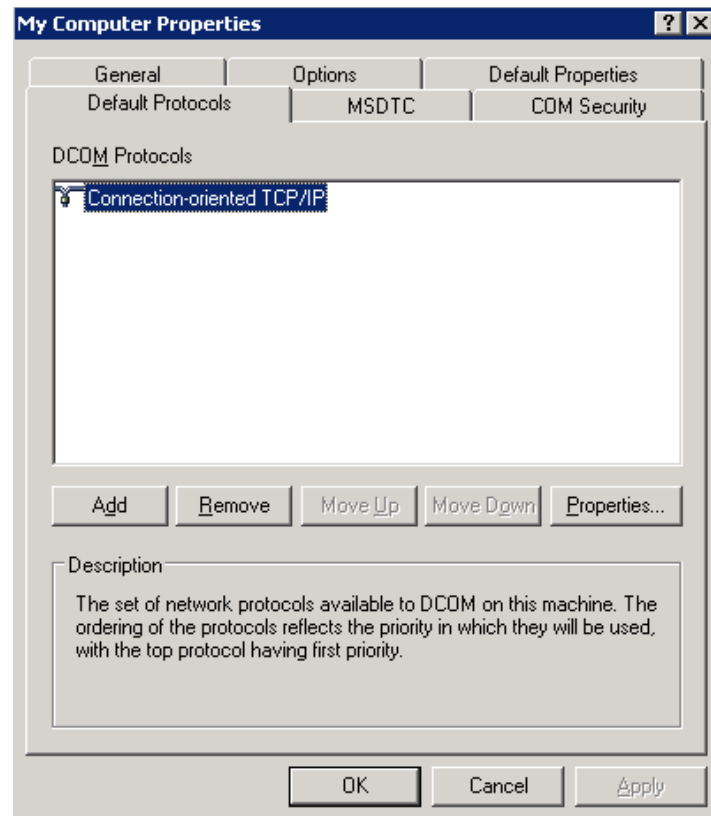 My Computer Properties
General
Options
Default Properties
Default Protocols
MSDTC
COM Security
DCOM Protocols
Connection-oriented TCP/IP
Add
Remove
Move Up
Move Down
Properties...
Description
The set of network protocols available to DCOM on this machine. The
ordering of the protocols reflects the priority in which they will be used,
with the top protocol having first priority.
OK
Cancel
Apply